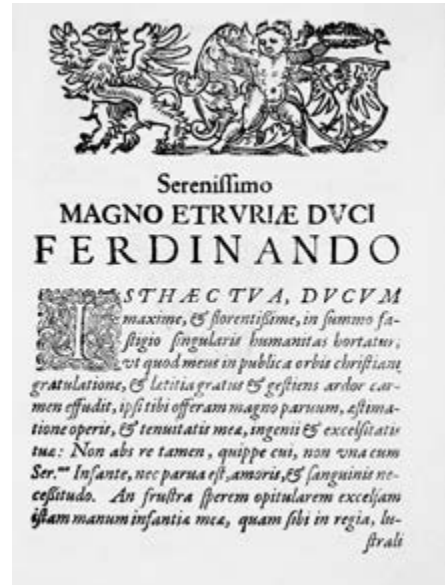 Sereniſſimo
MAGNO ETRVRIÆ DVCI
FERDINANDO
ISTHÆC TVA, DVCVM
maxime, & florentiſſime, in ſummo fa-
ſtigio ſingularis humanitas hortatur,
vt quod meus in publica orbis chriſtiani
gratulatione, & lętitia gratus & geſtiens ardor car-
men effudit, ipſi tibi offeram magno paruum, æſtima-
tione operis, & tenuitatis meæ, ingenii & excelſitatis
tuæ: Non abs re tamen, quippe cui, non vna cum
Ser.mo Infante, nec parua eſt, amoris, & ſanguinis ne-
ceſſitudo. An fruſtra ſperem opitularem excelſam
iſtam manum infantiæ meæ, quam ſibi in regia, lu-
ſtrali